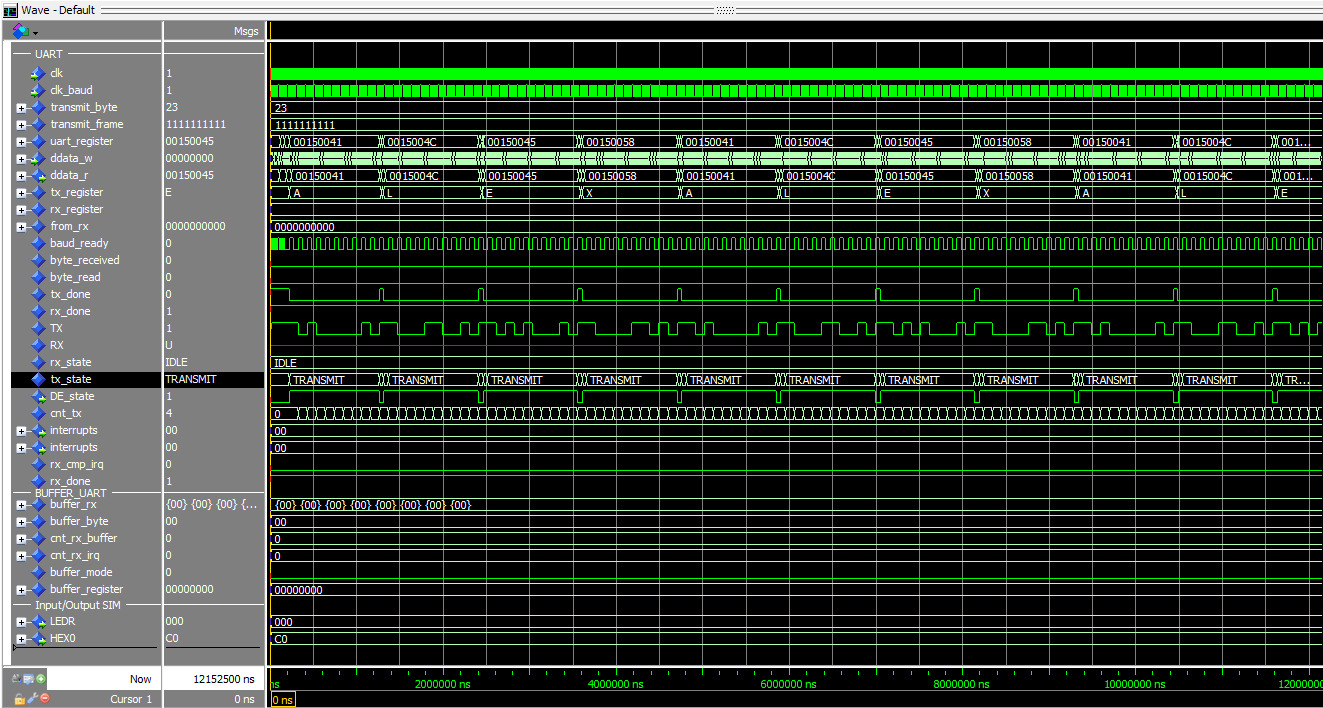 Wave - Default
Msgs
UART
clk 1
clk_baud 1
transmit_byte 23 23
transmit_frame 1111111111 1111111111
uart_register 00150045 00150041 0015004C 00150045 00150058 00150041 0015004C 00150045 00150058 00150041 0015004C 001...
ddata_w 00000000
ddata_r 00150045 00150041 0015004C 00150045 00150058 00150041 0015004C 00150045 00150058 00150041 0015004C 001...
tx_register E A L E X A L E X A L E
rx_register
from_rx 0000000000 0000000000
baud_ready 0
byte_received 0
byte_read 0
tx_done 0
rx_done 1
TX 1
RX U
rx_state IDLE IDLE
tx_state TRANSMIT TRANSMIT TRANSMIT TRANSMIT TRANSMIT TRANSMIT TRANSMIT TRANSMIT TRANSMIT TRANSMIT TRANSMIT TR...
DE_state 1
cnt_tx 4 0
interrupts 00 00
interrupts 00 00
rx_cmp_irq 0
rx_done 1
BUFFER_UART
buffer_rx {00} {00} {00} {... {00} {00} {00} {00} {00} {00} {00} {00}
buffer_byte 00 00
cnt_rx_buffer 0 0
cnt_rx_irq 0 0
buffer_mode 0
buffer_register 00000000 00000000
Input/Output SIM
LEDR 000 000
HEX0 C0 C0
Now 12152500 ns ns 2000000 ns 4000000 ns 6000000 ns 8000000 ns 10000000 ns 1200000
Cursor 1 0 ns 0 ns